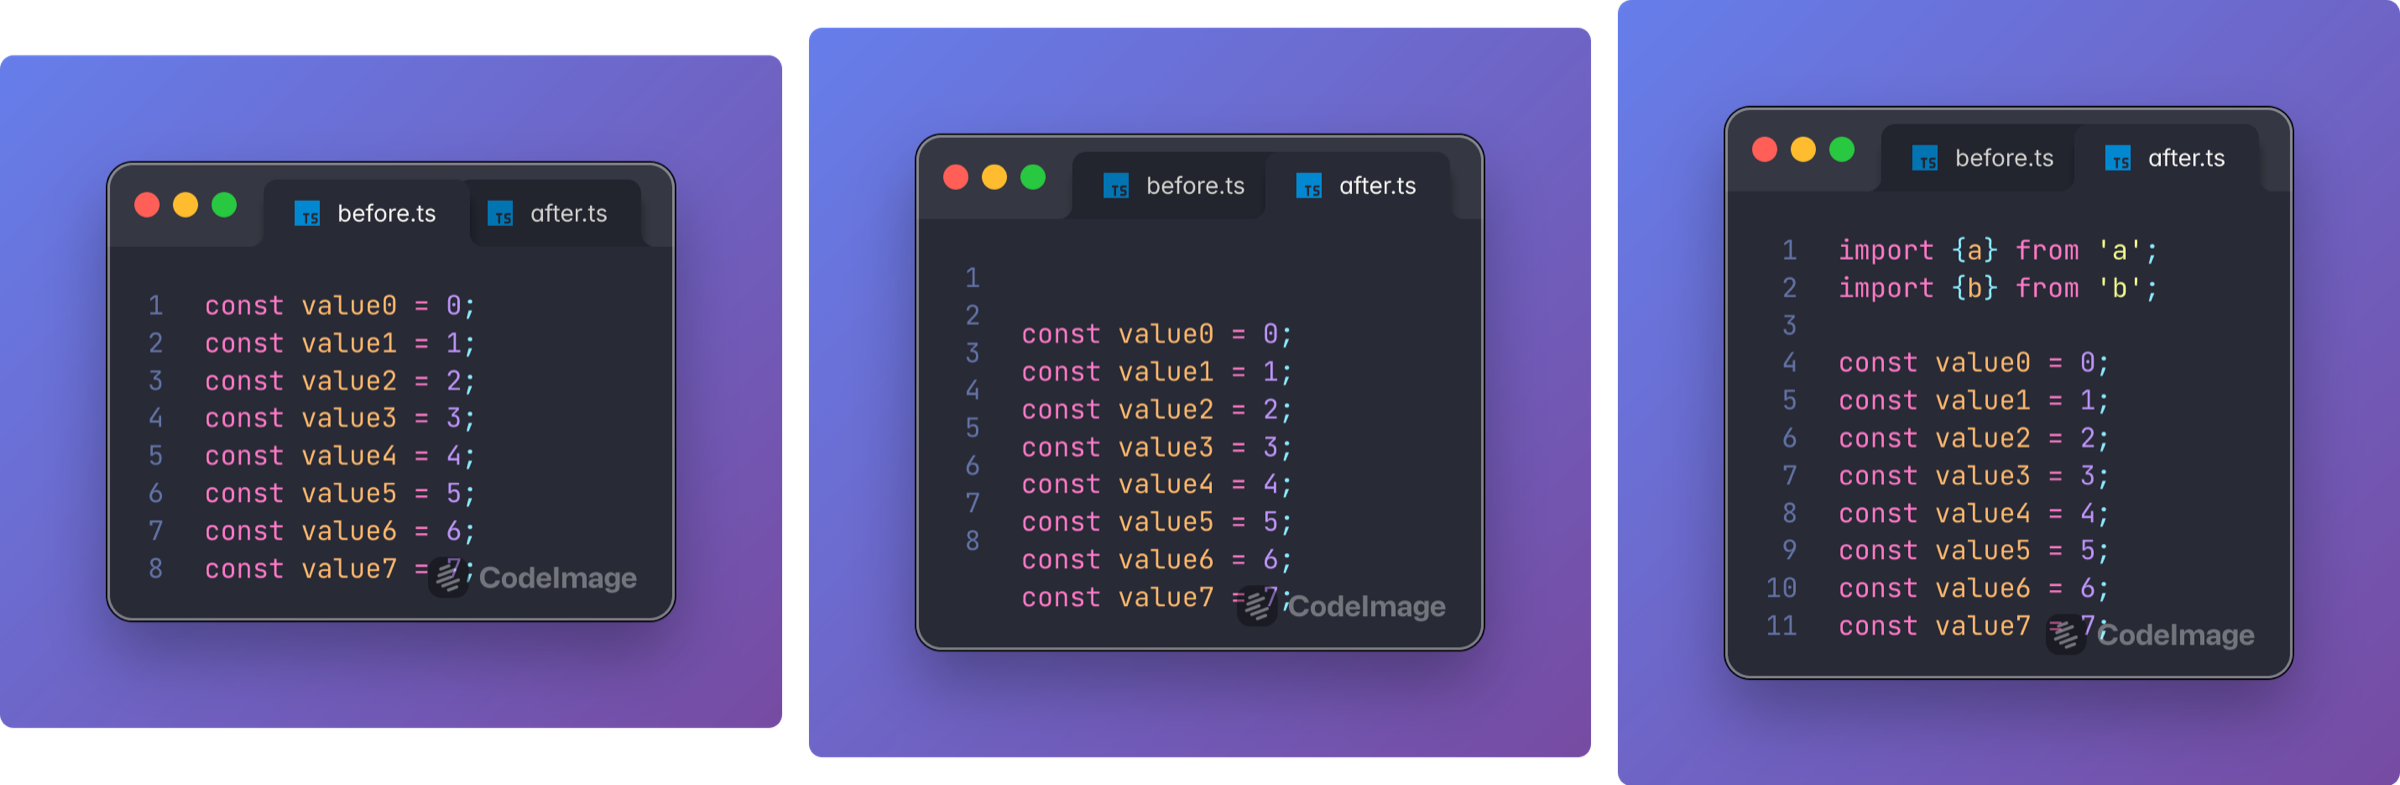 before.ts after.ts
1 const value0 = 0;
2 const value1 = 1;
3 const value2 = 2;
4 const value3 = 3;
5 const value4 = 4;
6 const value5 = 5;
7 const value6 = 6;
8 const value7 = 7;
CodeImage
before.ts after.ts
1
2
const value0 = 0;
3
const value1 = 1;
4
const value2 = 2;
5
const value3 = 3;
6
const value4 = 4;
7
const value5 = 5;
8
const value6 = 6;
const value7 = 7;
CodeImage
before.ts after.ts
1 import {a} from 'a';
2 import {b} from 'b';
3
4 const value0 = 0;
5 const value1 = 1;
6 const value2 = 2;
7 const value3 = 3;
8 const value4 = 4;
9 const value5 = 5;
10 const value6 = 6;
11 const value7 = 7;
CodeImage